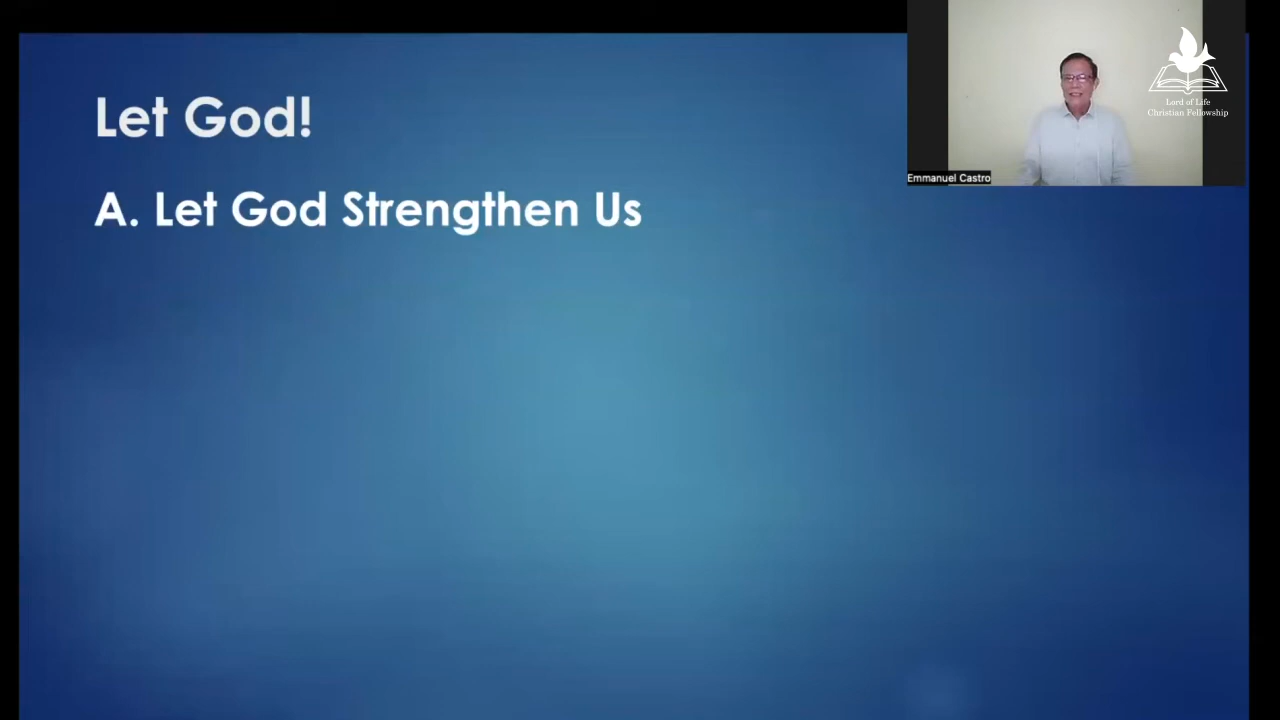 Let God!
A. Let God Strengthen Us
Lord of Life
Christian Fellowship
Emmanuel Castro